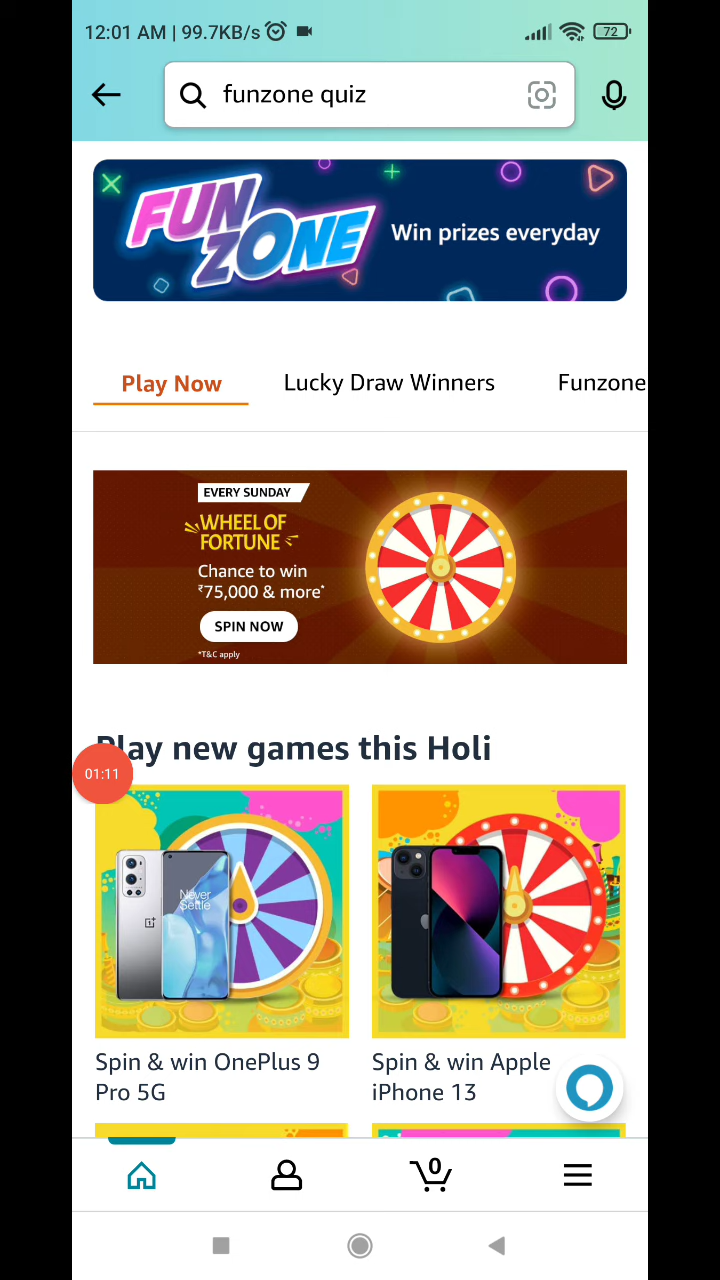 12:01 AM | 99.7KB/s 72
funzone quiz
FUN
ZONE
Win prizes everyday
Play Now Lucky Draw Winners Funzone
EVERY SUNDAY
WHEEL OF
FORTUNE
Chance to win
₹75,000 & more*
SPIN NOW
*T&C apply
Play new games this Holi
01:11
Never
Settle
Spin & win OnePlus 9
Pro 5G
Spin & win Apple
iPhone 13
0